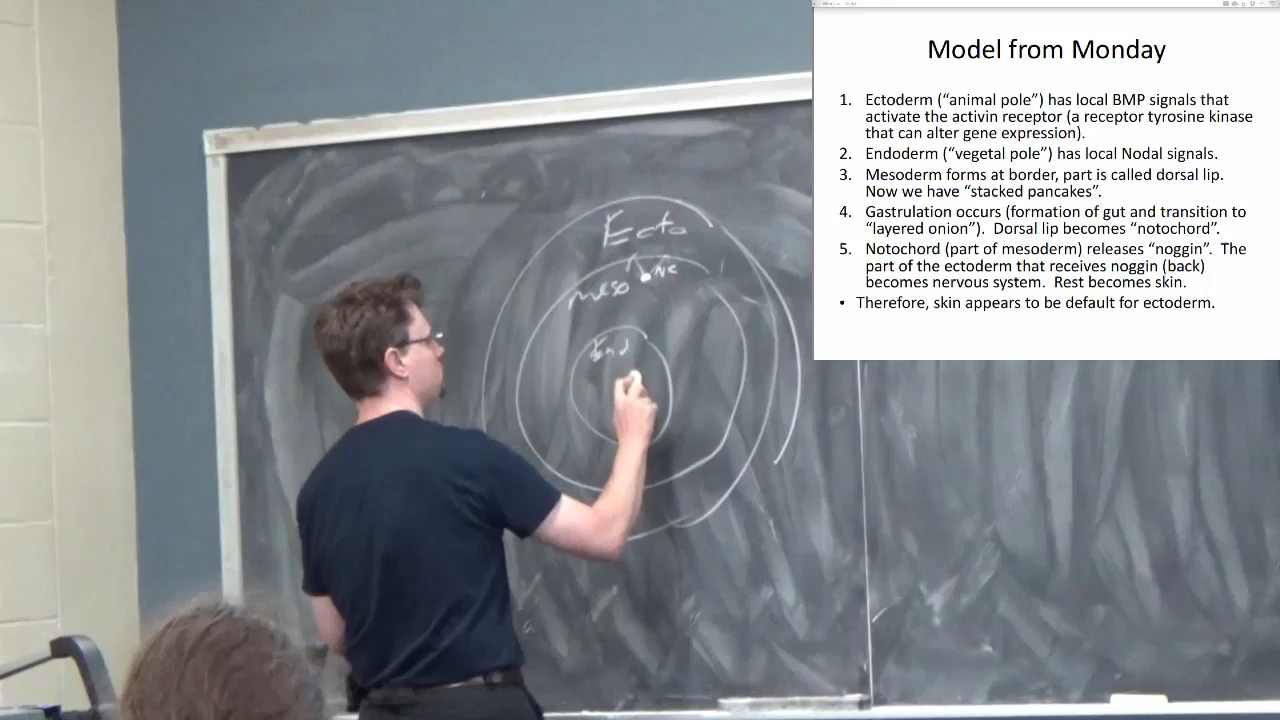 Model from Monday
1. Ectoderm (“animal pole”) has local BMP signals that
activate the activin receptor (a receptor tyrosine kinase
that can alter gene expression).
2. Endoderm (“vegetal pole”) has local Nodal signals.
3. Mesoderm forms at border, part is called dorsal lip.
Now we have “stacked pancakes”.
4. Gastrulation occurs (formation of gut and transition to
“layered onion”). Dorsal lip becomes “notochord”.
5. Notochord (part of mesoderm) releases “noggin”. The
part of the ectoderm that receives noggin (back)
becomes nervous system. Rest becomes skin.
• Therefore, skin appears to be default for ectoderm.
Ecto
meso
End